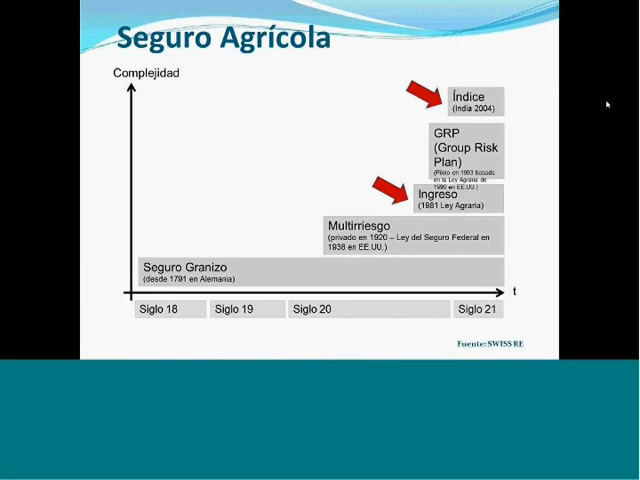 Seguro Agrícola
Complejidad
Índice
(India 2004)
GRP
(Group Risk
Plan)
(Piloto en 1993 basada
en la Ley Agraria de
1990 en EE.UU.)
Ingreso
(1981 Ley Agraria)
Multirriesgo
(privado en 1920 – Ley del Seguro Federal en
1938 en EE.UU.)
Seguro Granizo
(desde 1791 en Alemania)
t
Siglo 18
Siglo 19
Siglo 20
Siglo 21
Fuente: SWISS RE